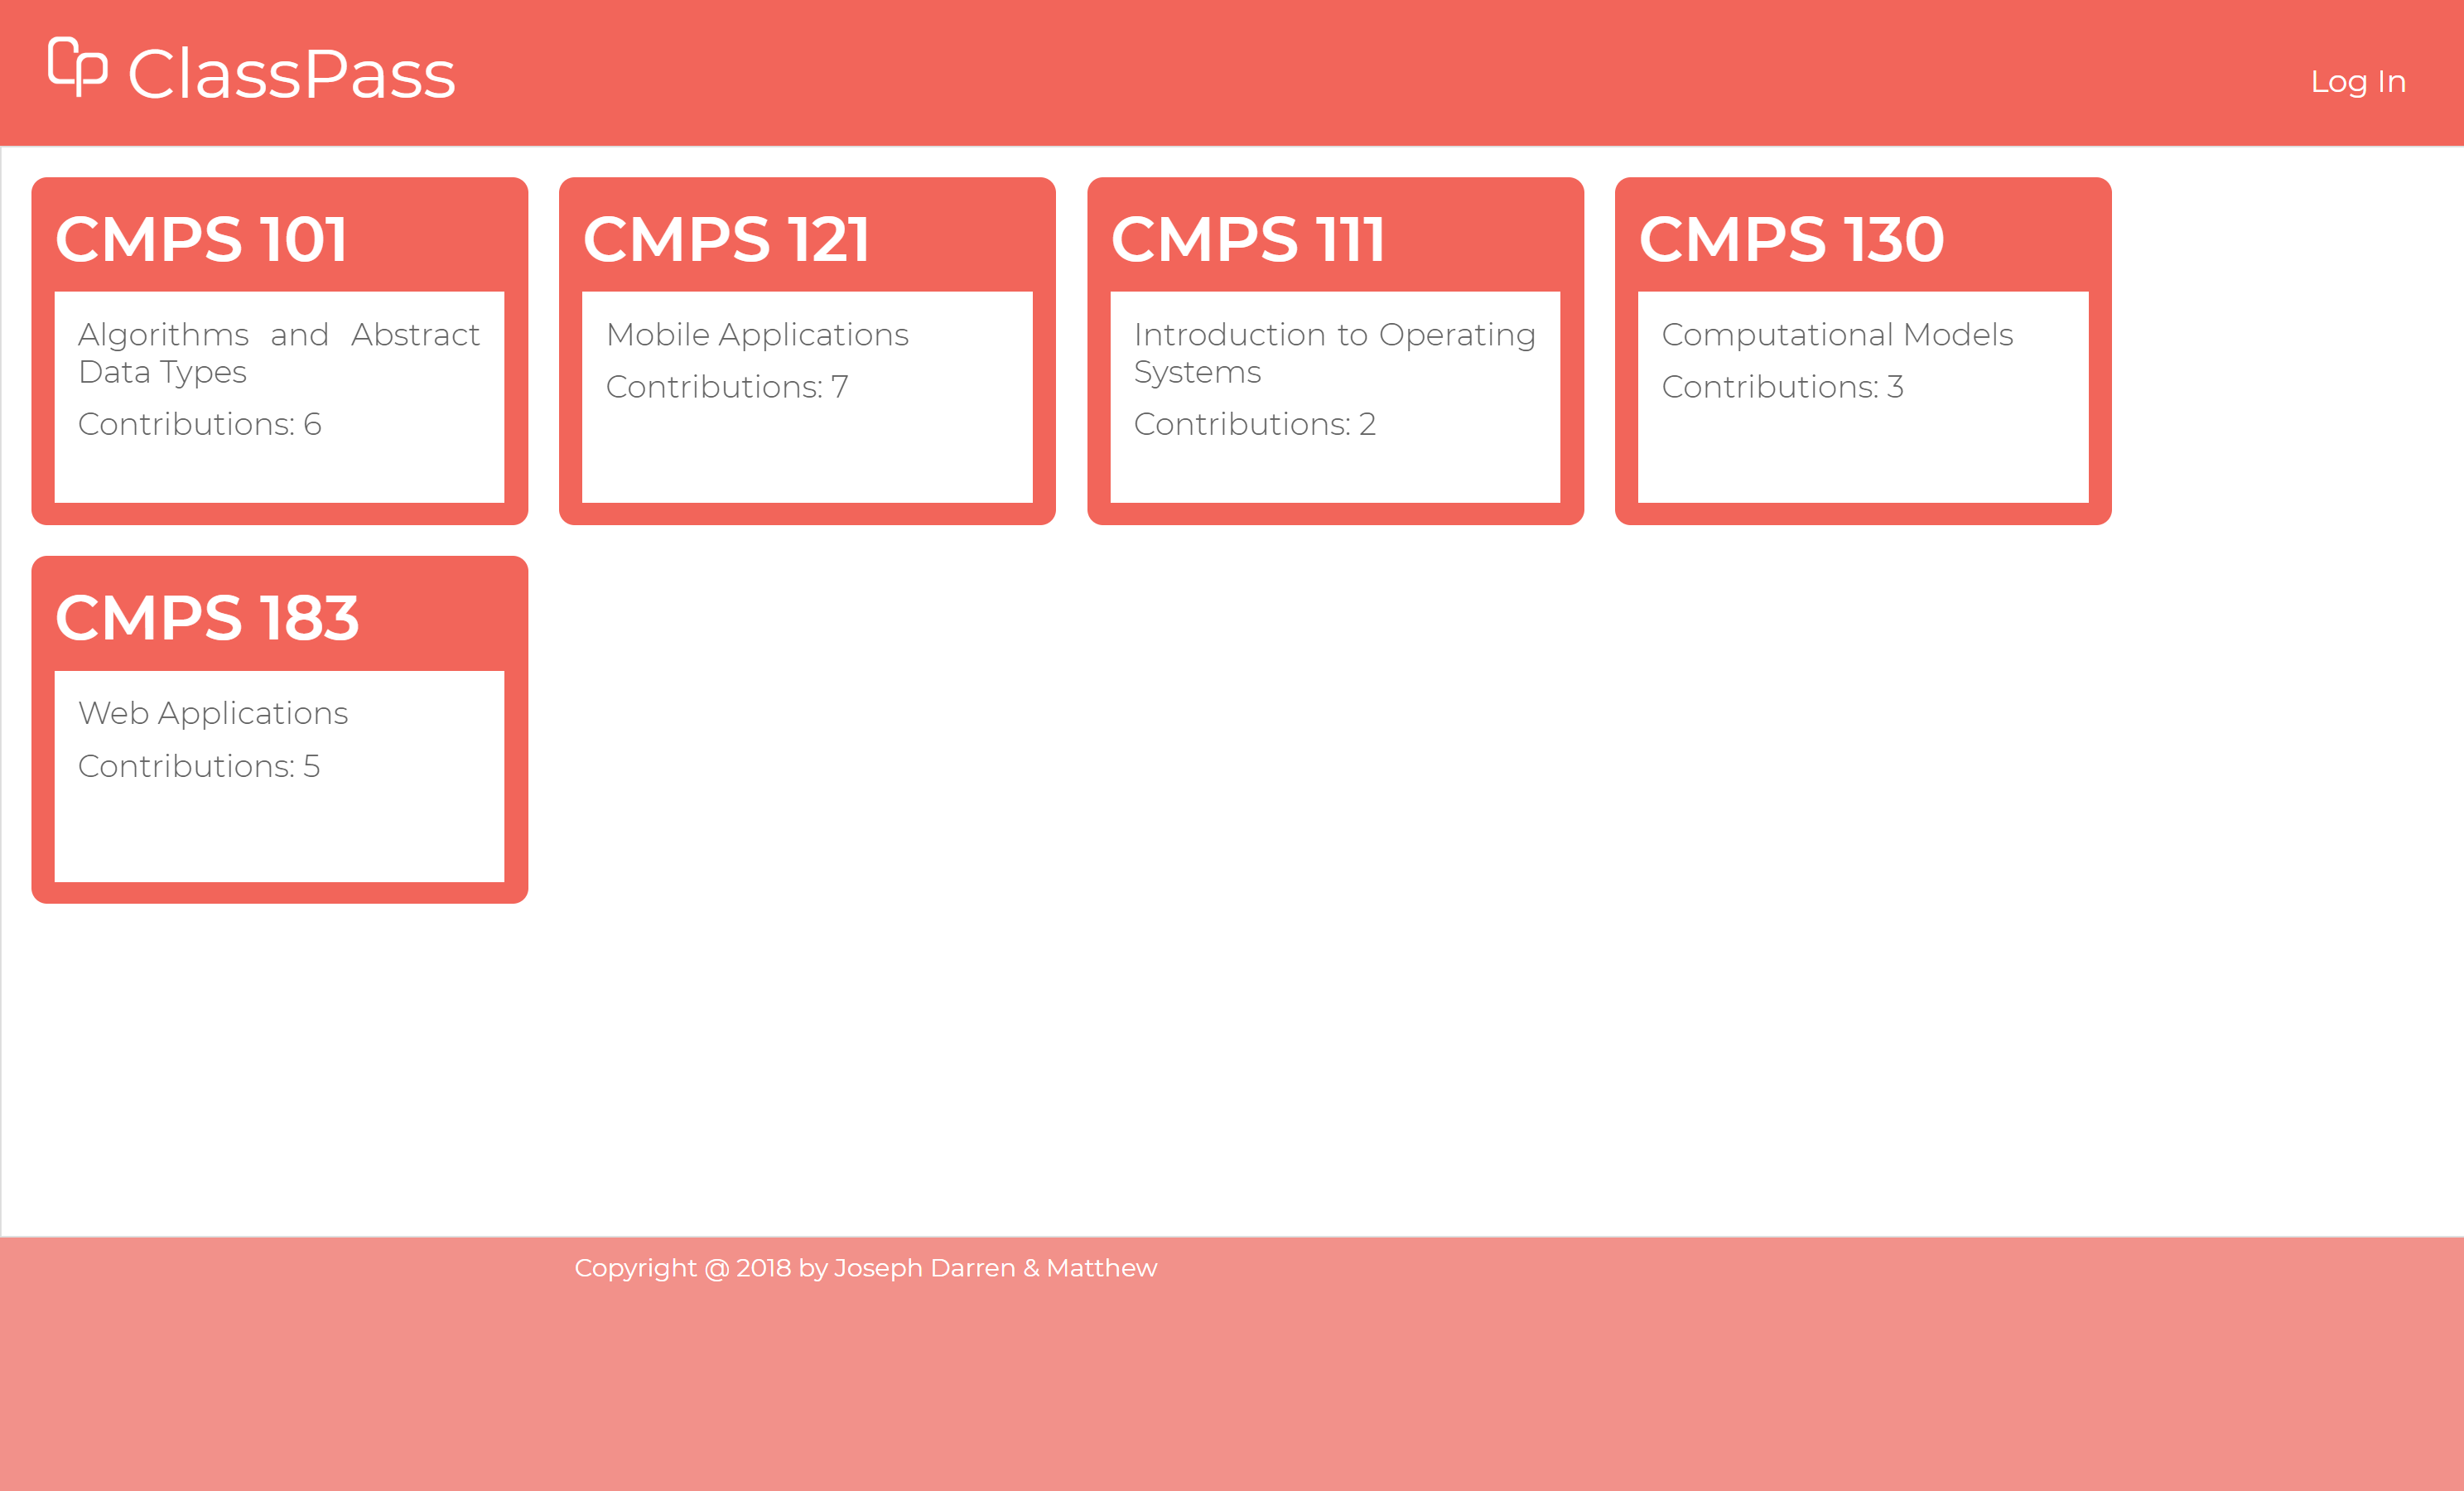 ClassPass
Log In
CMPS 101
Algorithms and Abstract
Data Types
Contributions: 6
CMPS 121
Mobile Applications
Contributions: 7
CMPS 111
Introduction to Operating
Systems
Contributions: 2
CMPS 130
Computational Models
Contributions: 3
CMPS 183
Web Applications
Contributions: 5
Copyright @ 2018 by Joseph Darren & Matthew